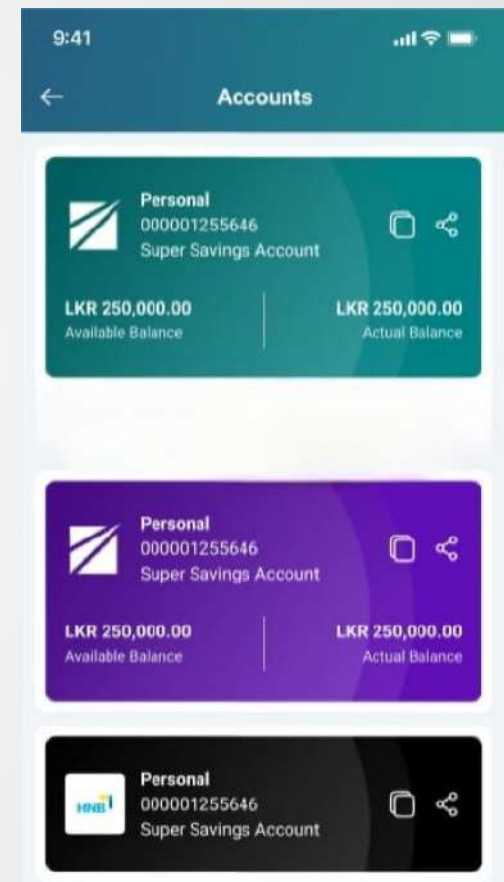 9:41
Accounts
Personal
000001255646
Super Savings Account
LKR 250,000.00 LKR 250,000.00
Available Balance Actual Balance
Personal
000001255646
Super Savings Account
LKR 250,000.00 LKR 250,000.00
Available Balance Actual Balance
HNB
Personal
000001255646
Super Savings Account